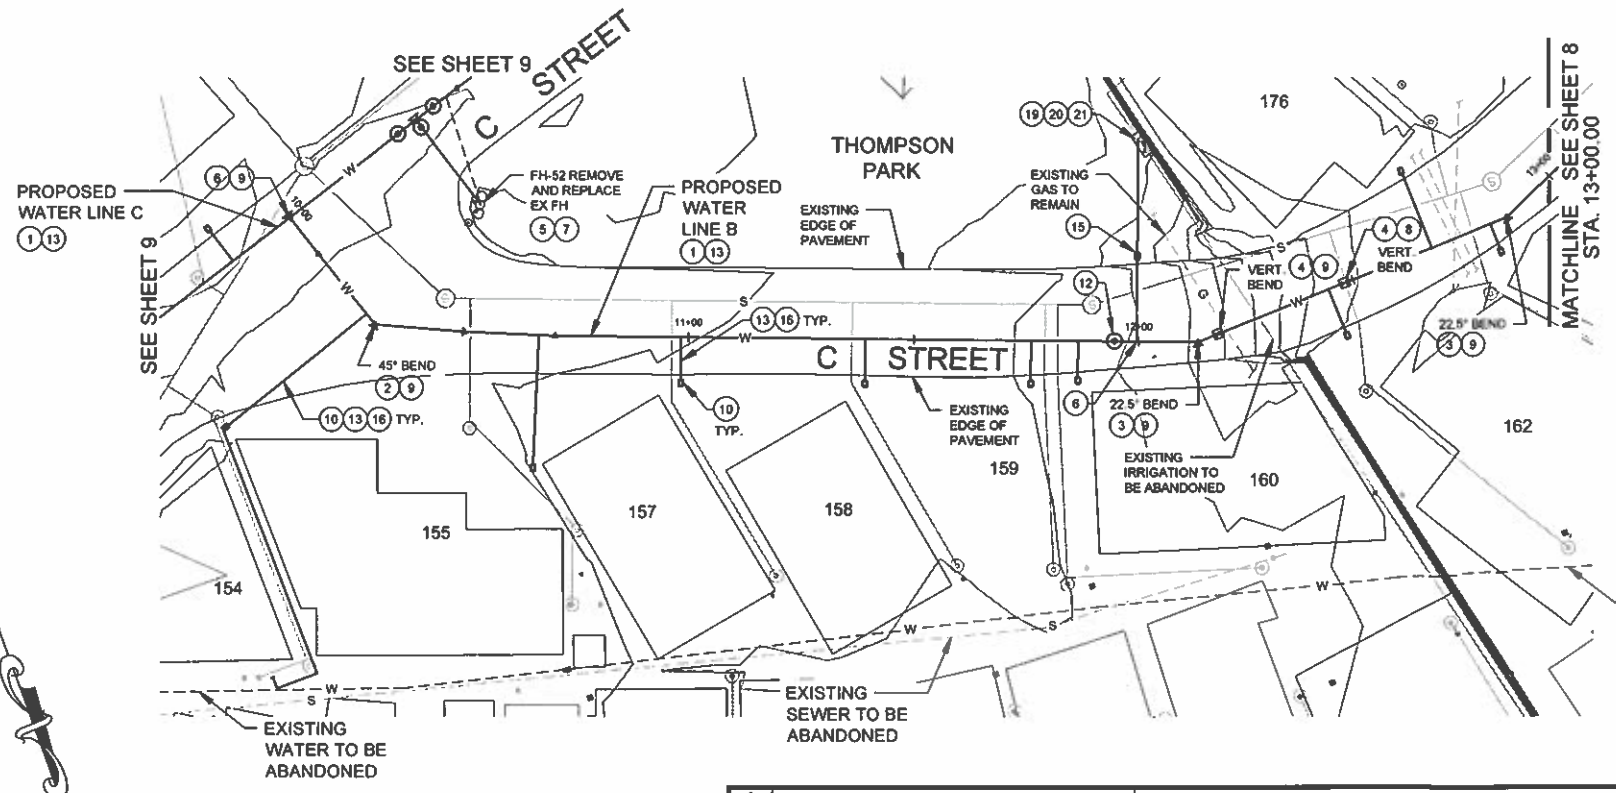 SEE SHEET 9
C STREET
PROPOSED
WATER LINE C
1 13
6 9
10+00
W
SEE SHEET 9
FH-52 REMOVE
AND REPLACE
EX FH
5 7
PROPOSED
WATER
LINE B
1 13
THOMPSON
PARK
EXISTING
EDGE OF
PAVEMENT
19 20 21
EXISTING
GAS TO
REMAIN
15
12
176
MATCHLINE SEE SHEET 8
STA. 13+00.00
13+00
S
S
4 8
VERT.
BEND
VERT.
BEND
4 9
G
W
W
S
S
S
11+00
W
13 16 TYP.
12+00
C STREET
45° BEND
2 9
10 13 16 TYP.
10
TYP.
EXISTING
EDGE OF
PAVEMENT
6
22.5° BEND
3 9
22.5° BEND
3 9
EXISTING
IRRIGATION TO
BE ABANDONED
154
155
157
158
159
160
162
W
W
S
W
S
EXISTING
WATER TO BE
ABANDONED
EXISTING
SEWER TO BE
ABANDONED